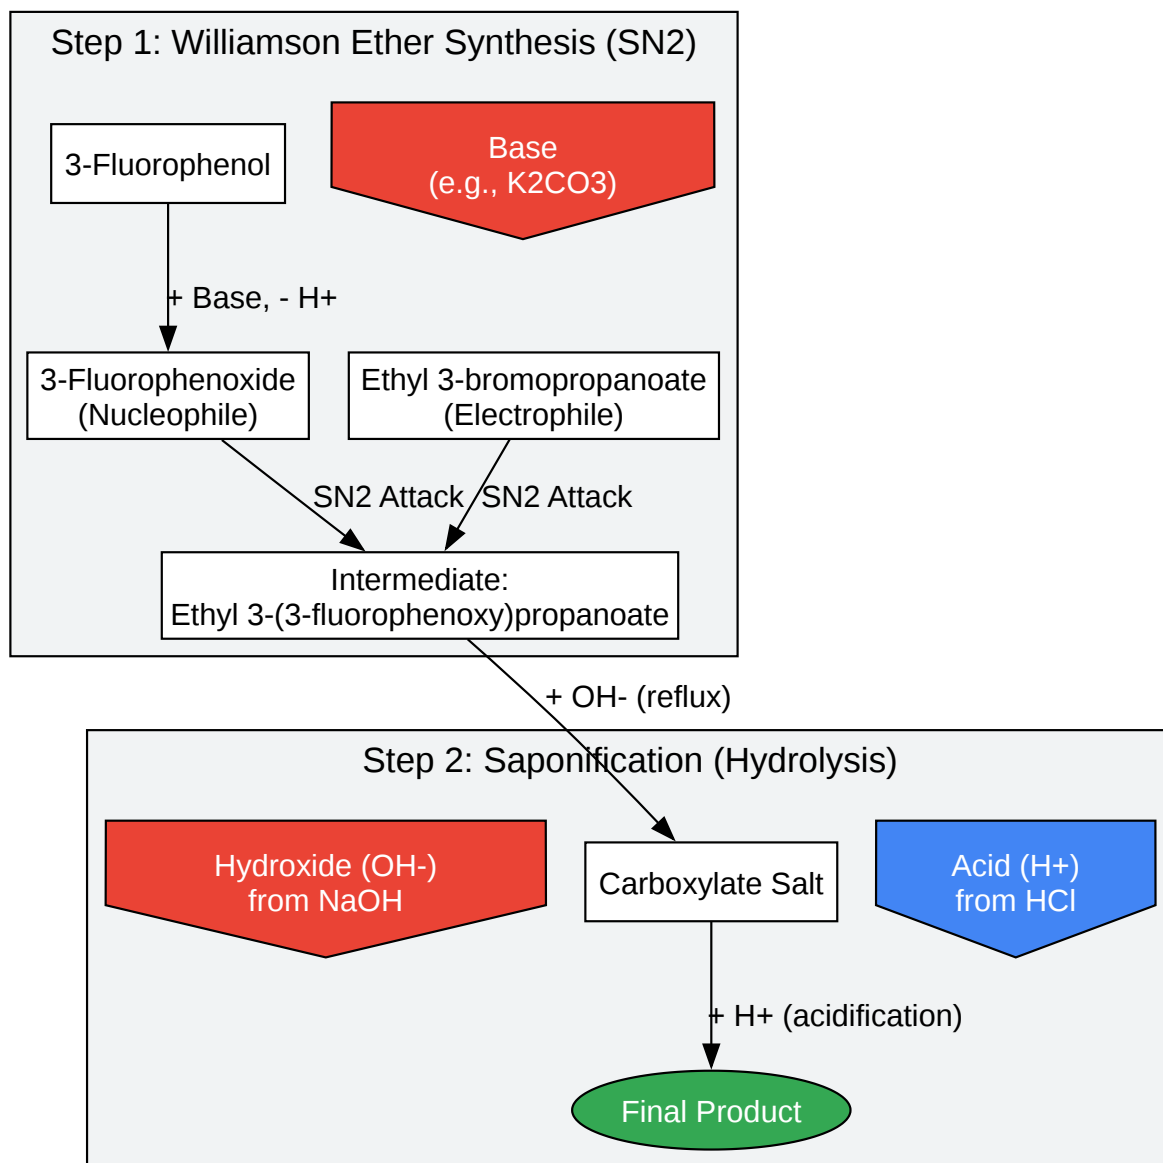 Step 1: Williamson Ether Synthesis (SN2)
3-Fluorophenol
Base
(e.g., K2CO3)
+ Base, - H+
3-Fluorophenoxide
(Nucleophile)
Ethyl 3-bromopropanoate
(Electrophile)
SN2 Attack
SN2 Attack
Intermediate:
Ethyl 3-(3-fluorophenoxy)propanoate
+ OH- (reflux)
Step 2: Saponification (Hydrolysis)
Hydroxide (OH-)
from NaOH
Carboxylate Salt
Acid (H+)
from HCl
+ H+ (acidification)
Final Product